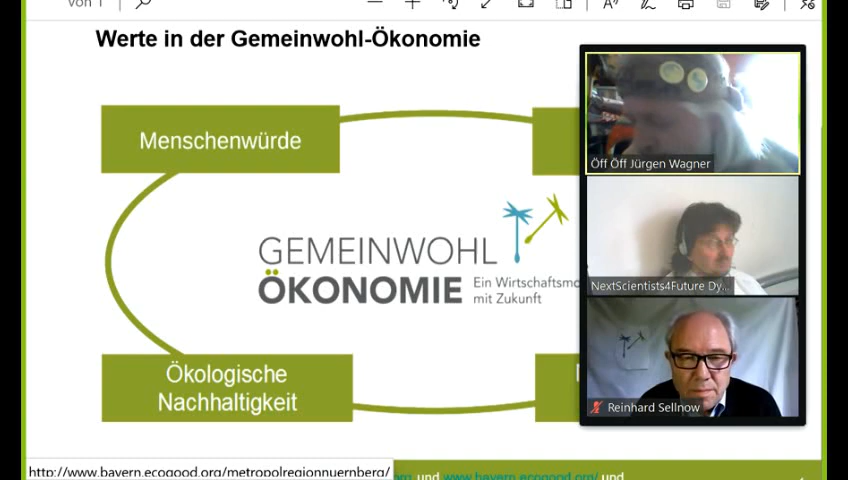 von 1
Werte in der Gemeinwohl-Ökonomie
Menschenwürde
GEMEINWOHL
ÖKONOMIE
Ein Wirtschaftsmo
mit Zukunft
Ökologische
Nachhaltigkeit
Öff Öff Jürgen Wagner
NextScientists4Future Dy...
Reinhard Sellnow
http://www.bayern.ecogood.org/metropolregionnuernberg/
org und www.bayern.ecogood.org/ und